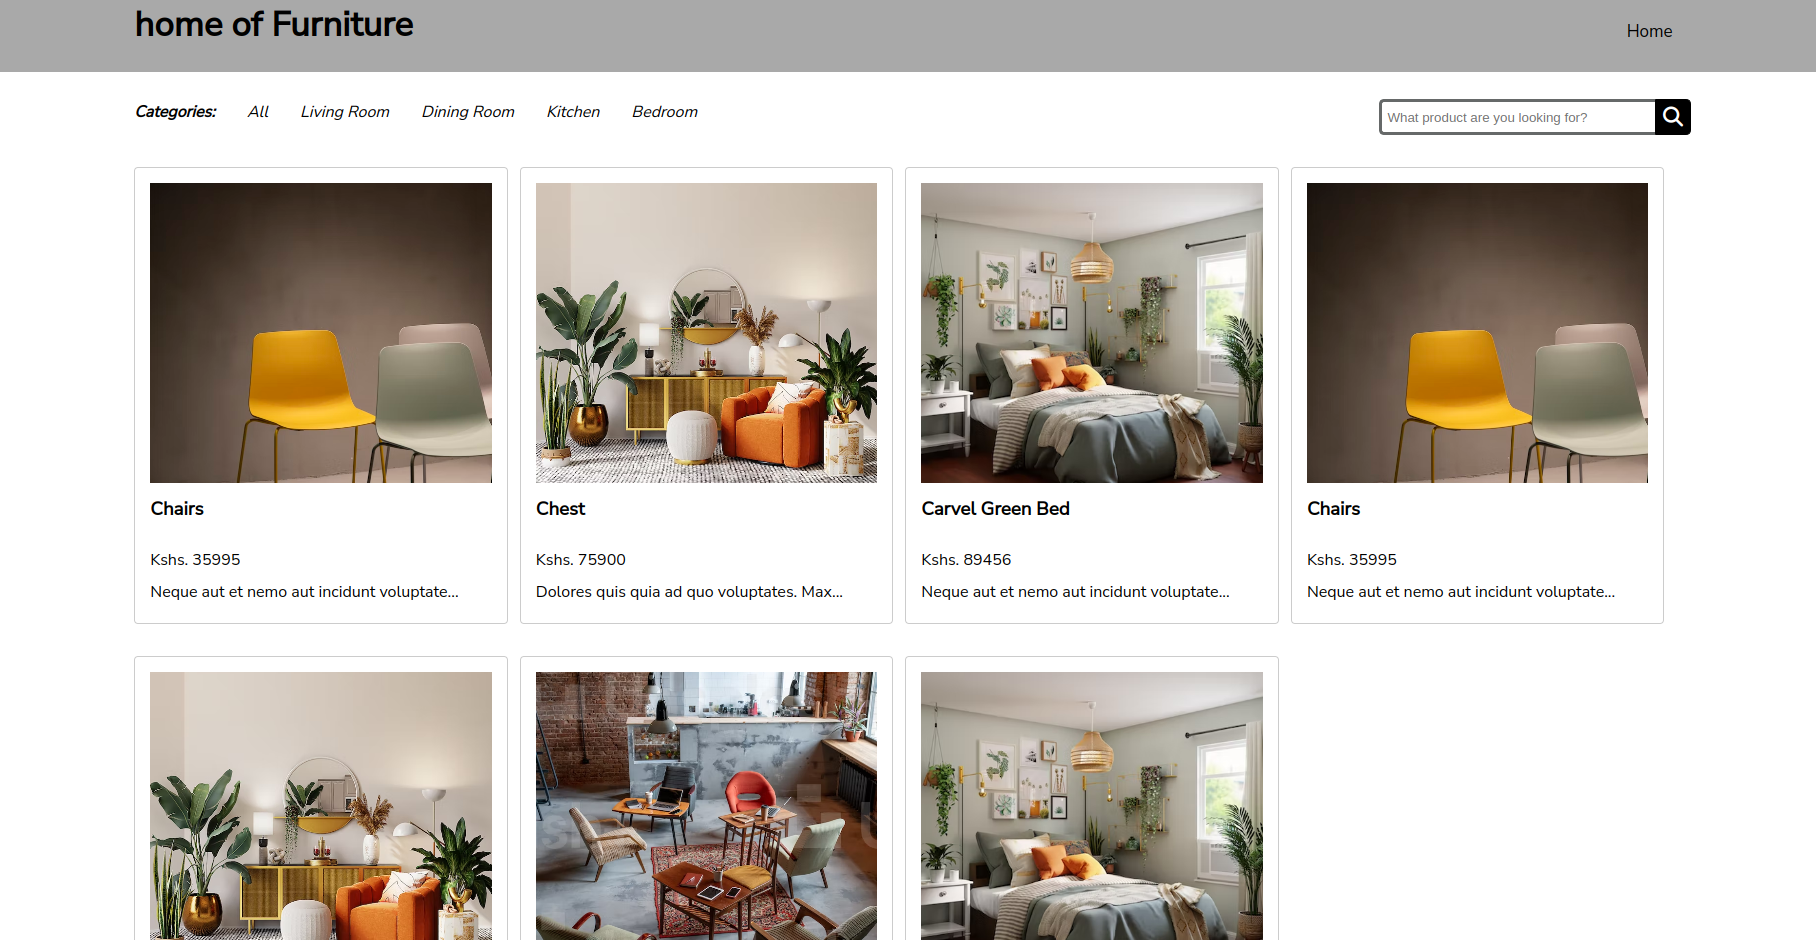 home of Furniture
Home
Categories: All Living Room Dining Room Kitchen Bedroom
What product are you looking for?
Chairs
Kshs. 35995
Neque aut et nemo aut incidunt voluptate...
Chest
Kshs. 75900
Dolores quis quia ad quo voluptates. Max...
Carvel Green Bed
Kshs. 89456
Neque aut et nemo aut incidunt voluptate...
Chairs
Kshs. 35995
Neque aut et nemo aut incidunt voluptate...